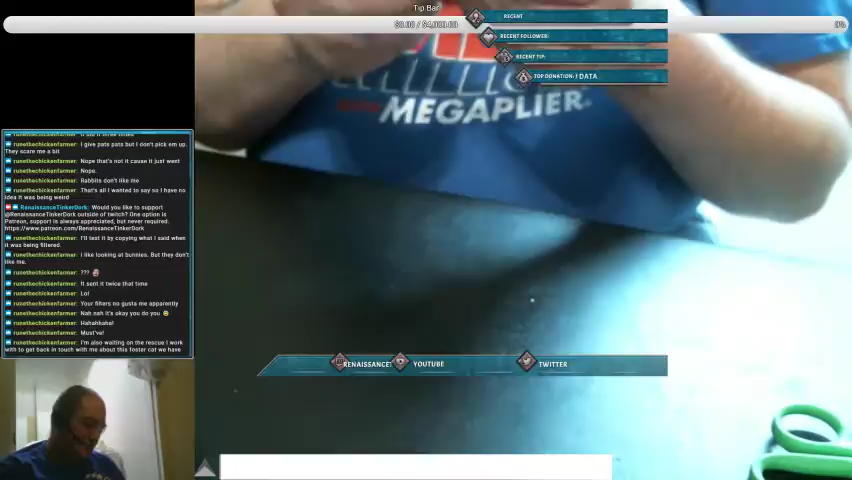 Tip Bar
$0.00 / $4,000.00
0%
RECENT
RECENT FOLLOWER:
RECENT TIP:
TOP DONATION: J DATA
MEGAPLIER.
runethechickenfarmer: I give pats pats but I don't pick em up.
They scare me a bit
runethechickenfarmer: Nope that's not it cause it just went
runethechickenfarmer: Nope.
runethechickenfarmer: Rabbits don't like me
runethechickenfarmer: That's all I wanted to say so I have no
idea it was being weird
RenaissanceTinkerDork: Would you like to support
@RenaissanceTinkerDork outside of twitch? One option is
Patreon, support is always appreciated, but never required.
https://www.patreon.com/RenaissanceTinkerDork
runethechickenfarmer: I'll test it by copying what I said when
it was being filtered.
runethechickenfarmer: I like looking at bunnies. But they don't
like me.
runethechickenfarmer: ???
runethechickenfarmer: It sent it twice that time
runethechickenfarmer: Lol
runethechickenfarmer: Your filters no gusta me apparently
runethechickenfarmer: Nah nah it's okay you do you
runethechickenfarmer: Hahahhaha!
runethechickenfarmer: Must've!
runethechickenfarmer: I'm also waiting on the rescue I work
with to get back in touch with me about this foster cat we have
RENAISSANCET
YOUTUBE
TWITTER